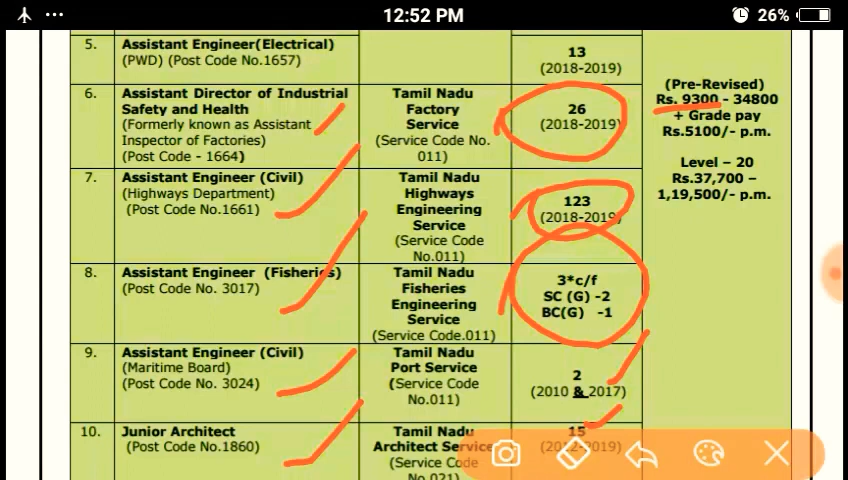 12:52 PM
26%
5.
Assistant Engineer(Electrical)
(PWD) (Post Code No.1657)
13
(2018-2019)
6.
Assistant Director of Industrial
Safety and Health
(Formerly known as Assistant
Inspector of Factories)
(Post Code - 1664)
Tamil Nadu
Factory
Service
(Service Code No.
011)
26
(2018-2019)
(Pre-Revised)
Rs. 9300 - 34800
+ Grade pay
Rs.5100/- p.m.
Level – 20
Rs.37,700 –
1,19,500/- p.m.
7.
Assistant Engineer (Civil)
(Highways Department)
(Post Code No.1661)
Tamil Nadu
Highways
Engineering
Service
(Service Code
No.011)
123
(2018-2019)
8.
Assistant Engineer (Fisheries)
(Post Code No. 3017)
Tamil Nadu
Fisheries
Engineering
Service
(Service Code.011)
3*c/f
SC (G) -2
BC(G) -1
9.
Assistant Engineer (Civil)
(Maritime Board)
(Post Code No. 3024)
Tamil Nadu
Port Service
(Service Code
No.011)
2
(2010 & 2017)
10.
Junior Architect
(Post Code No.1860)
Tamil Nadu
Architect Service
(Service Code
No.021)
15
(2012-2019)